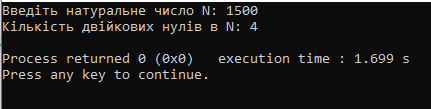 Введіть натуральне число N: 1500
Кількість двійкових нулів в N: 4
Process returned 0 (0x0)   execution time : 1.699 s
Press any key to continue.